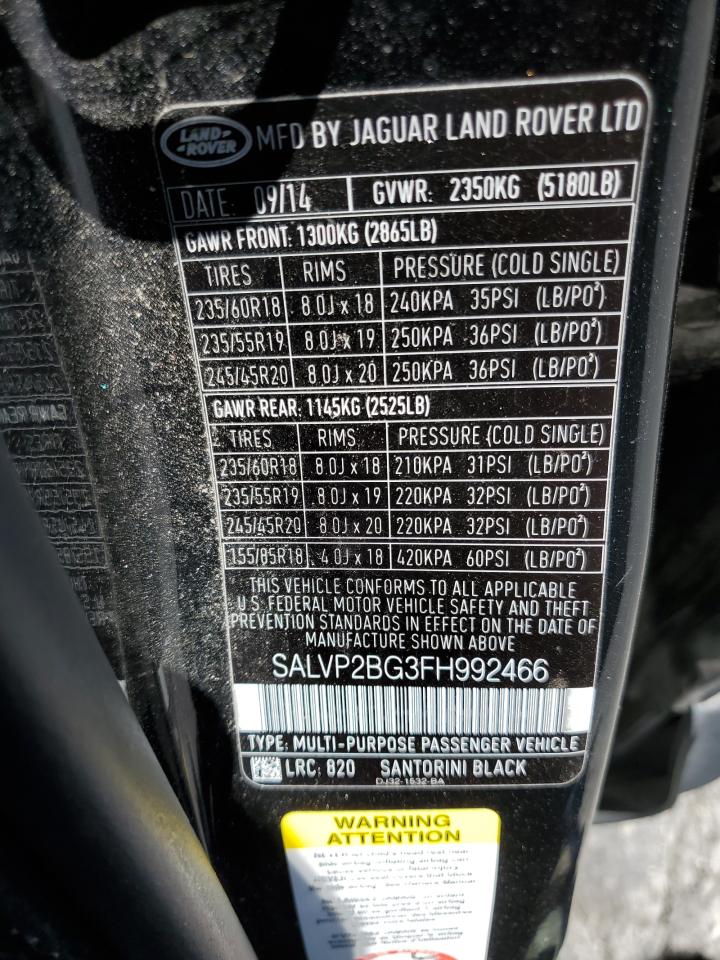 LAND-
-ROVER
MFD BY JAGUAR LAND ROVER LTD
DATE: 09/14 GVWR: 2350KG (5180LB)
GAWR FRONT: 1300KG (2865LB)
TIRES RIMS PRESSURE (COLD SINGLE)
235/60R18 8.0J x 18 240KPA 35PSI (LB/PO²)
235/55R19 8.0J x 19 250KPA 36PSI (LB/PO²)
245/45R20 8.0J x 20 250KPA 36PSI (LB/PO²)
GAWR REAR: 1145KG (2525LB)
TIRES RIMS PRESSURE (COLD SINGLE)
235/60R18 8.0J x 18 210KPA 31PSI (LB/PO²)
235/55R19 8.0J x 19 220KPA 32PSI (LB/PO²)
245/45R20 8.0J x 20 220KPA 32PSI (LB/PO²)
155/85R18 4.0J x 18 420KPA 60PSI (LB/PO²)
THIS VEHICLE CONFORMS TO ALL APPLICABLE
U.S. FEDERAL MOTOR VEHICLE SAFETY AND THEFT
PREVENTION STANDARDS IN EFFECT ON THE DATE OF
MANUFACTURE SHOWN ABOVE
SALVP2BG3FH992466
TYPE: MULTI-PURPOSE PASSENGER VEHICLE
LRC: 820 SANTORINI BLACK
DJ32-1532-BA
WARNING
ATTENTION